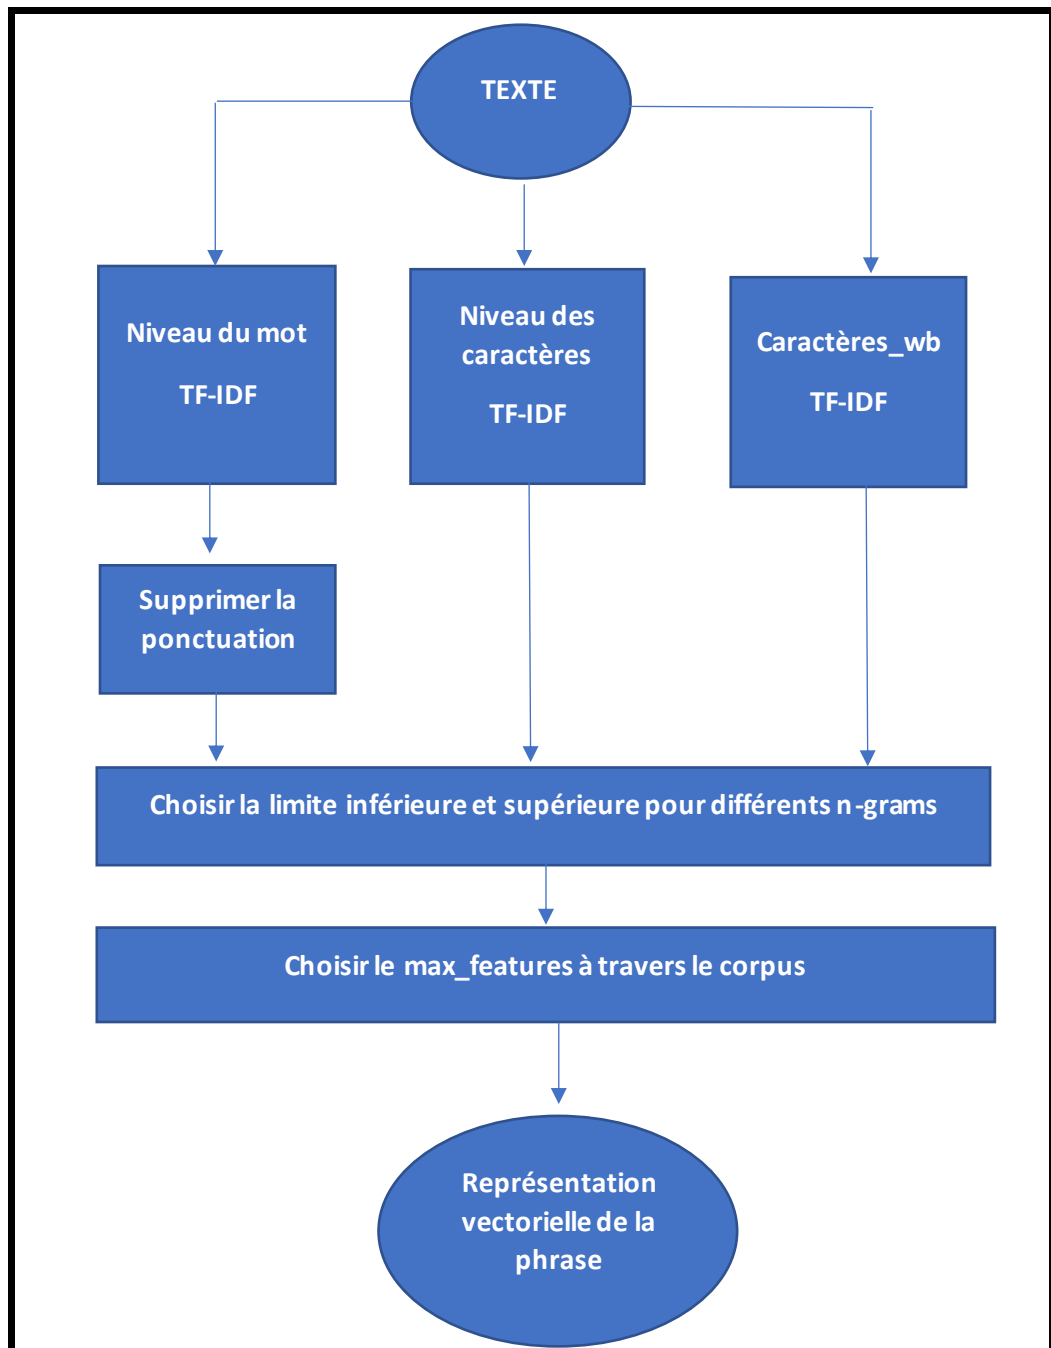 TEXTE
Niveau du mot
TF-IDF
Niveau des
caractères
TF-IDF
Caractères_wb
TF-IDF
Supprimer la
ponctuation
Choisir la limite inférieure et supérieure pour différents n-grams
Choisir le max_features à travers le corpus
Représentation
vectorielle de la
phrase